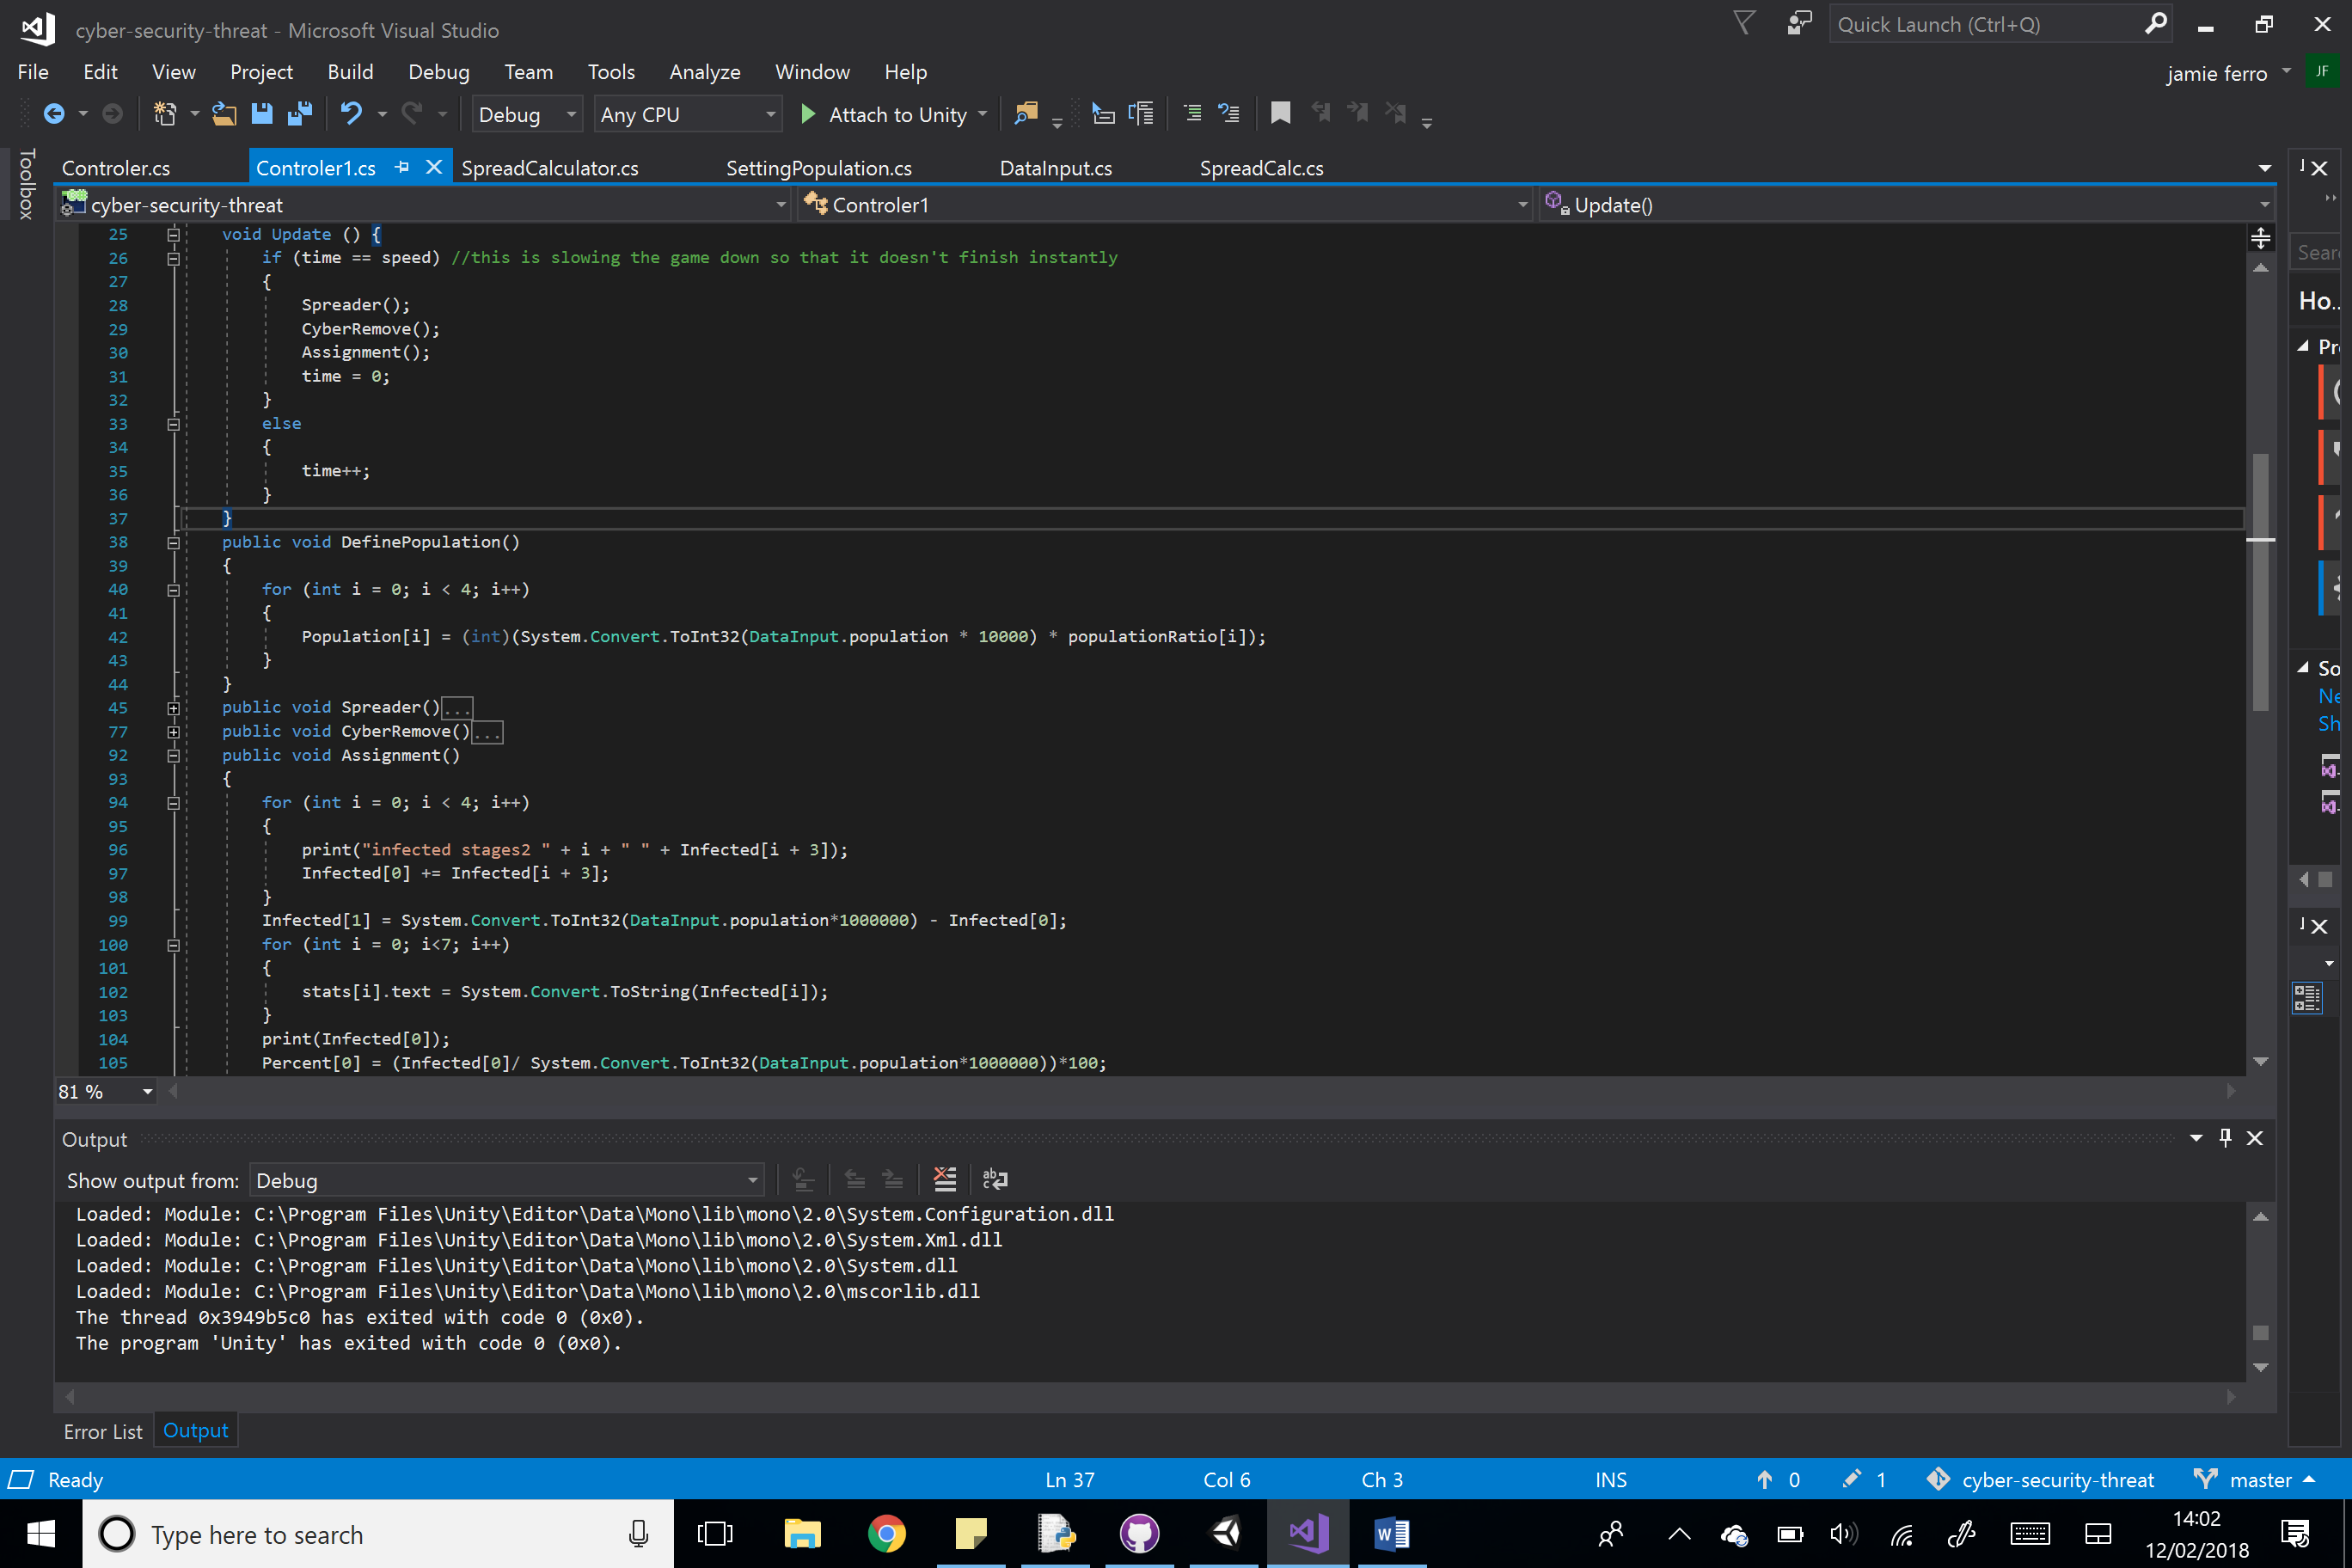 cyber-security-threat - Microsoft Visual Studio
Quick Launch (Ctrl+Q)
File Edit View Project Build Debug Team Tools Analyze Window Help
jamie ferro JF
Debug Any CPU Attach to Unity
Toolbox
Controler.cs Controler1.cs SpreadCalculator.cs SettingPopulation.cs DataInput.cs SpreadCalc.cs
cyber-security-threat Controler1 Update()
25 void Update () {
26 if (time == speed) //this is slowing the game down so that it doesn't finish instantly
27 {
28 Spreader();
29 CyberRemove();
30 Assignment();
31 time = 0;
32 }
33 else
34 {
35 time++;
36 }
37 }
38 public void DefinePopulation()
39 {
40 for (int i = 0; i < 4; i++)
41 {
42 Population[i] = (int)(System.Convert.ToInt32(DataInput.population * 10000) * populationRatio[i]);
43 }
44 }
45 public void Spreader()...
77 public void CyberRemove()...
92 public void Assignment()
93 {
94 for (int i = 0; i < 4; i++)
95 {
96 print("infected stages2 " + i + " " + Infected[i + 3]);
97 Infected[0] += Infected[i + 3];
98 }
99 Infected[1] = System.Convert.ToInt32(DataInput.population*1000000) - Infected[0];
100 for (int i = 0; i<7; i++)
101 {
102 stats[i].text = System.Convert.ToString(Infected[i]);
103 }
104 print(Infected[0]);
105 Percent[0] = (Infected[0]/ System.Convert.ToInt32(DataInput.population*1000000))*100;
81 %
Sear
Ho..
Pr
So
Ne
Sh
Output
Show output from: Debug
Loaded: Module: C:\Program Files\Unity\Editor\Data\Mono\lib\mono\2.0\System.Configuration.dll
Loaded: Module: C:\Program Files\Unity\Editor\Data\Mono\lib\mono\2.0\System.Xml.dll
Loaded: Module: C:\Program Files\Unity\Editor\Data\Mono\lib\mono\2.0\System.dll
Loaded: Module: C:\Program Files\Unity\Editor\Data\Mono\lib\mono\2.0\mscorlib.dll
The thread 0x3949b5c0 has exited with code 0 (0x0).
The program 'Unity' has exited with code 0 (0x0).
Error List Output
Ready Ln 37 Col 6 Ch 3 INS 0 1 cyber-security-threat master
Type here to search
14:02
12/02/2018